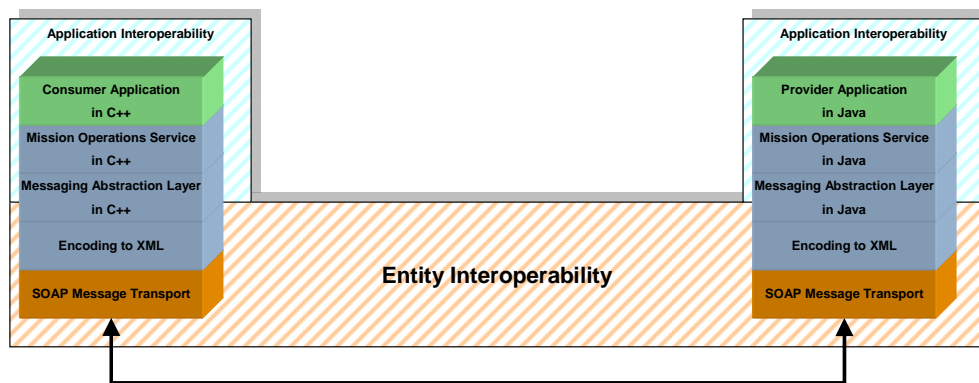 Application Interoperability
Consumer Application
in C++
Mission Operations Service
in C++
Messaging Abstraction Layer
in C++
Encoding to XML
SOAP Message Transport
Entity Interoperability
Application Interoperability
Provider Application
in Java
Mission Operations Service
in Java
Messaging Abstraction Layer
in Java
Encoding to XML
SOAP Message Transport